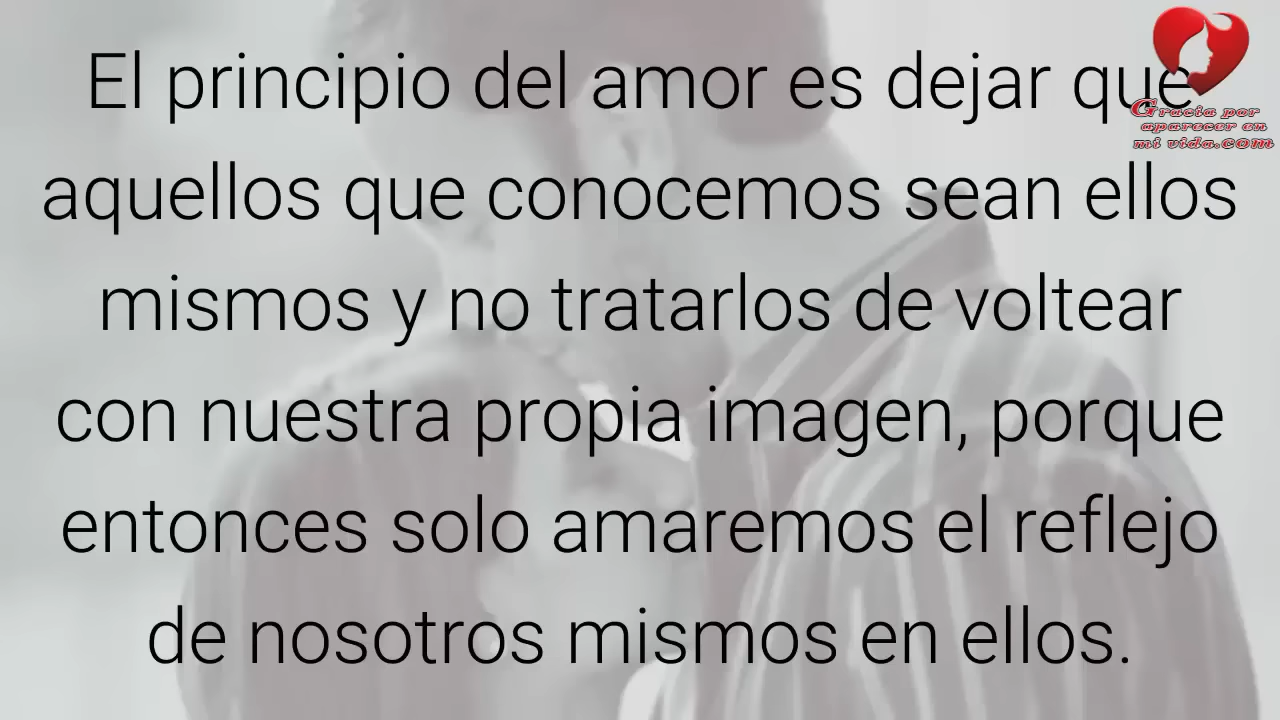 El principio del amor es dejar que
aquellos que conocemos sean ellos
mismos y no tratarlos de voltear
con nuestra propia imagen, porque
entonces solo amaremos el reflejo
de nosotros mismos en ellos.
Gracia por
aparecer en
mi vida.com